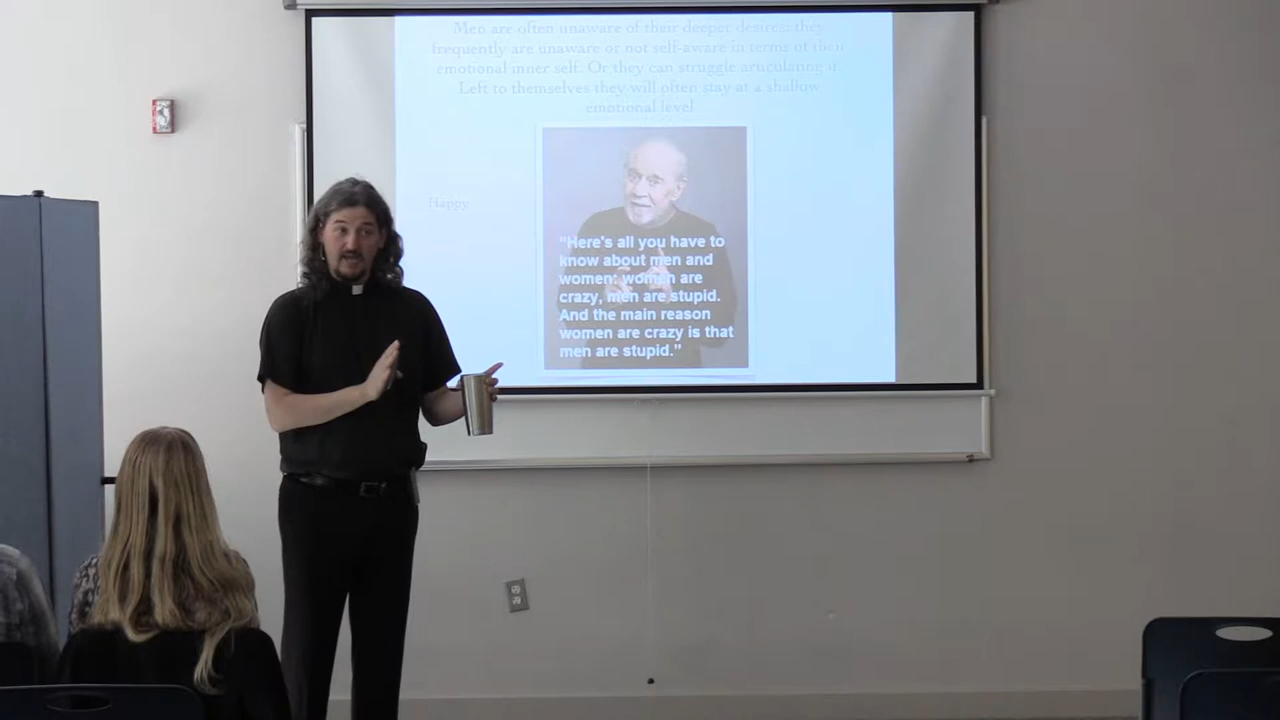 Men are often unaware of their deeper desires: they
frequently are unaware or not self-aware in terms of their
emotional inner self. Or they can struggle articulating it.
Left to themselves they will often stay at a shallow
emotional level
Happy
"Here's all you have to
know about men and
women: women are
crazy, men are stupid.
And the main reason
women are crazy is that
men are stupid."